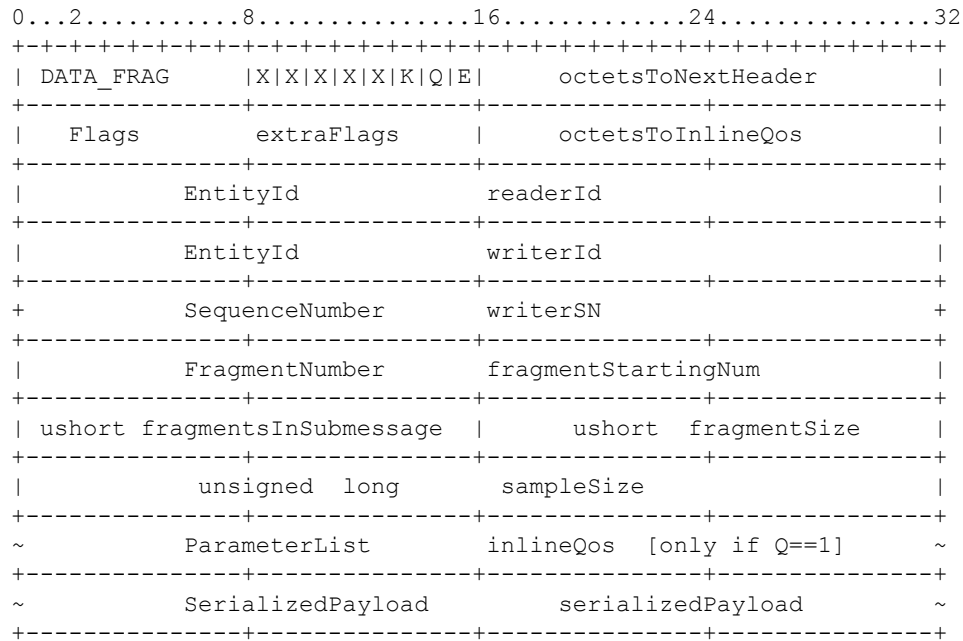 0...2...........8...............16.............24...............32
+-+-+-+-+-+-+-+-+-+-+-+-+-+-+-+-+-+-+-+-+-+-+-+-+-+-+-+-+-+-+-+-+
| DATA_FRAG     |X|X|X|X|X|K|Q|E|     octetsToNextHeader        |
+---------------+---------------+---------------+---------------+
|   Flags        extraFlags     |     octetsToInlineQos         |
+---------------+---------------+---------------+---------------+
|           EntityId             readerId                       |
+---------------+---------------+---------------+---------------+
|           EntityId             writerId                       |
+---------------+---------------+---------------+---------------+
+           SequenceNumber       writerSN                       +
+---------------+---------------+---------------+---------------+
|           FragmentNumber       fragmentStartingNum            |
+---------------+---------------+---------------+---------------+
| ushort fragmentsInSubmessage  |      ushort  fragmentSize     |
+---------------+---------------+---------------+---------------+
|            unsigned  long       sampleSize                    |
+---------------+---------------+---------------+---------------+
~           ParameterList        inlineQos  [only if Q==1]      ~
+---------------+---------------+---------------+---------------+
~           SerializedPayload         serializedPayload         ~
+---------------+---------------+---------------+---------------+